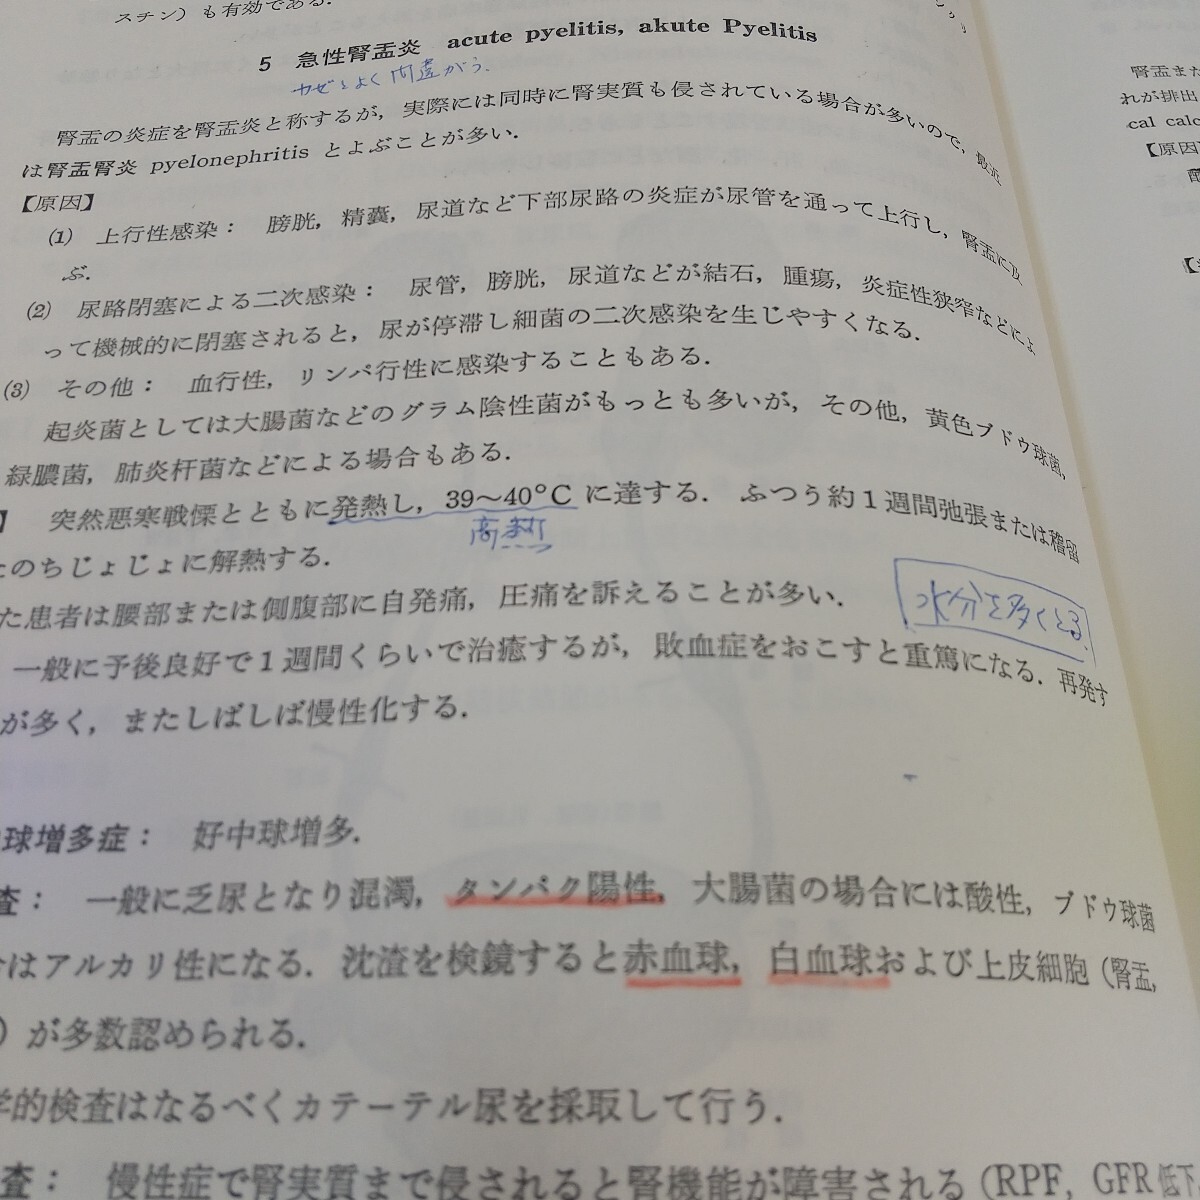 スチン）も有効である.
5 急性腎盂炎 acute pyelitis, akute Pyelitis
カゼとよく間違がう.
腎盂の炎症を腎盂炎と称するが，実際には同時に腎実質も侵されている場合が多いので，最近
は腎盂腎炎 pyelonephritis とよぶことが多い．
【原因】
(1) 上行性感染： 膀胱，精嚢，尿道など下部尿路の炎症が尿管を通って上行し，腎盂に及
ぶ．
(2) 尿路閉塞による二次感染： 尿管，膀胱，尿道などが結石，腫瘍，炎症性狭窄などによ
って機械的に閉塞されると，尿が停滞し細菌の二次感染を生じやすくなる．
(3) その他： 血行性，リンパ行性に感染することもある．
起炎菌としては大腸菌などのグラム陰性菌がもっとも多いが，その他，黄色ブドウ球菌，
緑膿菌，肺炎杆菌などによる場合もある．
】 突然悪寒戦慄とともに発熱し，39〜40°C に達する．ふつう約1週間弛張または稽留
高熱
たのちじょじょに解熱する．
た患者は腰部または側腹部に自発痛，圧痛を訴えることが多い．
水分を多くとる.
一般に予後良好で1週間くらいで治癒するが，敗血症をおこすと重篤になる．再発す
が多く，またしばしば慢性化する．
球増多症： 好中球増多．
査： 一般に乏尿となり混濁，タンパク陽性，大腸菌の場合には酸性，ブドウ球菌
はアルカリ性になる．沈渣を検鏡すると赤血球，白血球および上皮細胞（腎盂，
）が多数認められる．
学的検査はなるべくカテーテル尿を採取して行う．
査： 慢性症で腎実質まで侵されると腎機能が障害される（RPF，GFR低下
腎盂また
れが排出
cal calc
【原因